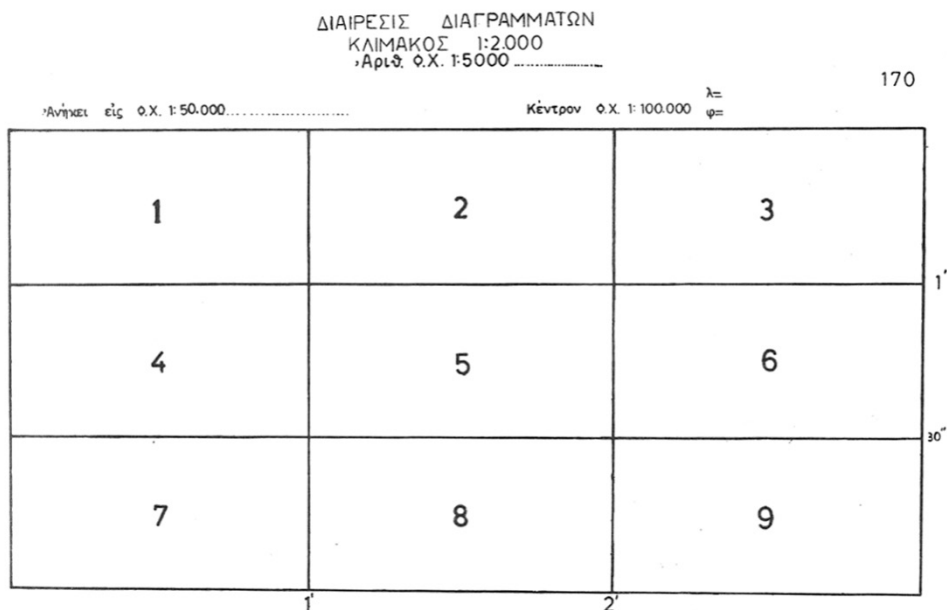 ΔΙΑΙΡΕΣΙΣ ΔΙΑΓΡΑΜΜΑΤΩΝ
ΚΛΙΜΑΚΟΣ 1:2.000
᾿Αριθ. Φ.Χ. 1:5000 ....................
170
᾿Ανήκει εἰς Φ.Χ. 1:50.000.........................
Κέντρον Φ.Χ. 1:100.000 λ=
φ=
1 2 3
1'
4 5 6
30"
7 8 9
1' 2'